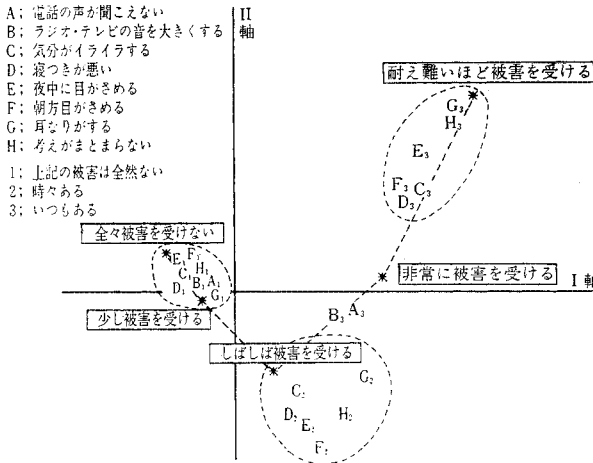 A; 電話の声が聞こえない
B; ラジオ・テレビの音を大きくする
C; 気分がイライラする
D; 寝つきが悪い
E; 夜中に目がさめる
F; 朝方目がさめる
G; 耳なりがする
H; 考えがまとまらない
1; 上記の被害は全然ない
2; 時々ある
3; いつもある
II
軸
耐え難いほど被害を受ける
G₃
H₃
E₃
F₃ C₃
D₃
全々被害を受けない
E₁ F₁
C₁ H₁
D₁ B₁ A₁
G₁
非常に被害を受ける
I 軸
少し被害を受ける
B₃ A₃
しばしば被害を受ける
G₂
C₂
D₂ H₂
E₂
F₂